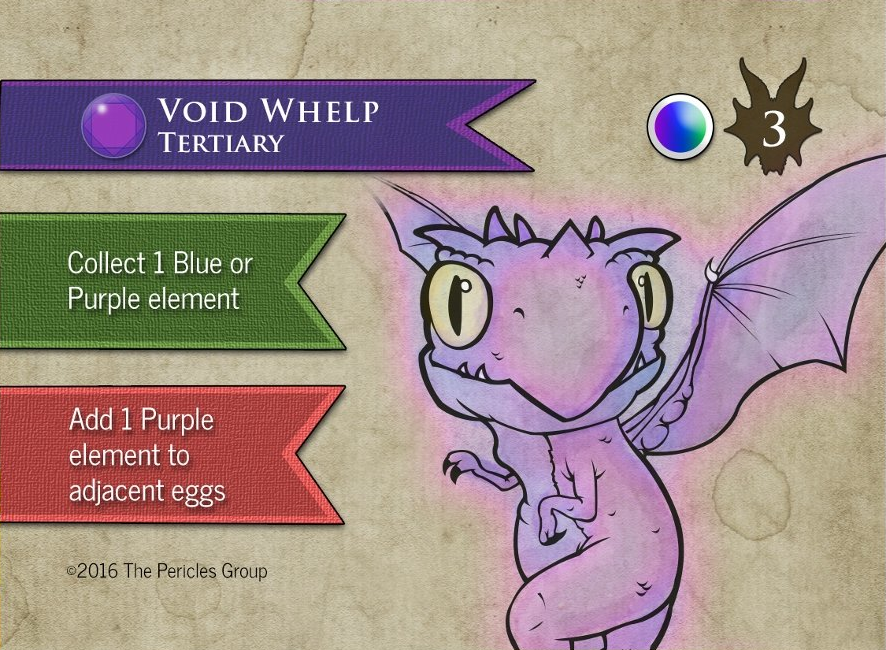 Void Whelp
Tertiary
3
Collect 1 Blue or
Purple element
Add 1 Purple
element to
adjacent eggs
©2016 The Pericles Group